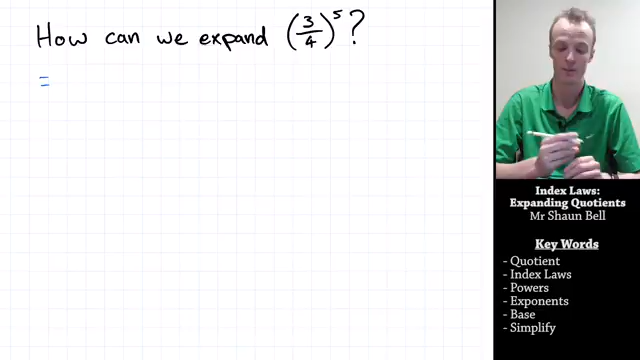 How can we expand (3/4)^5?
=
Index Laws:
Expanding Quotients
Mr Shaun Bell
Key Words
- Quotient
- Index Laws
- Powers
- Exponents
- Base
- Simplify